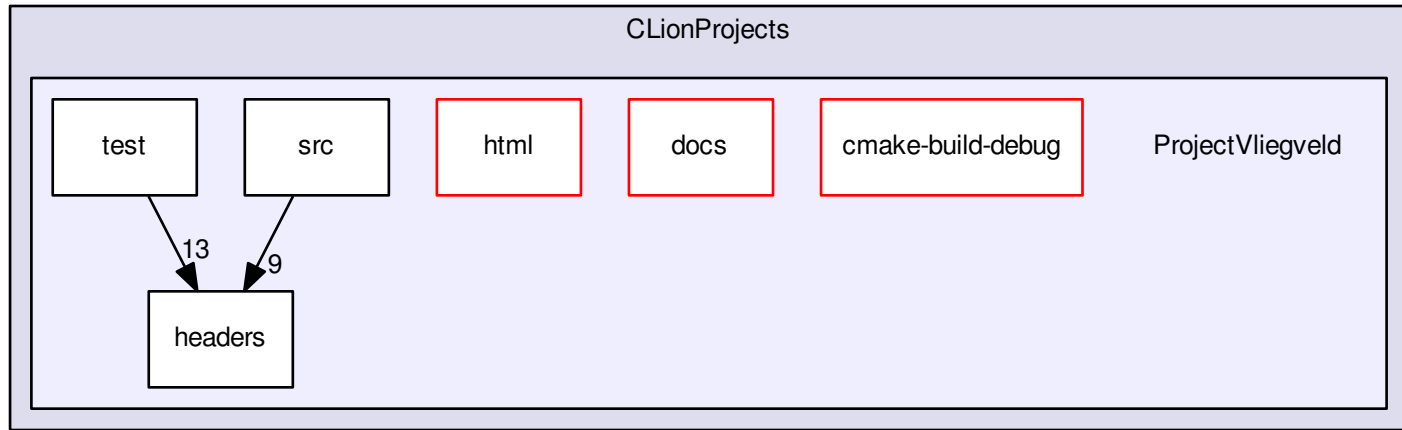 CLionProjects
test
src
html
docs
cmake-build-debug
ProjectVliegveld
13
9
headers